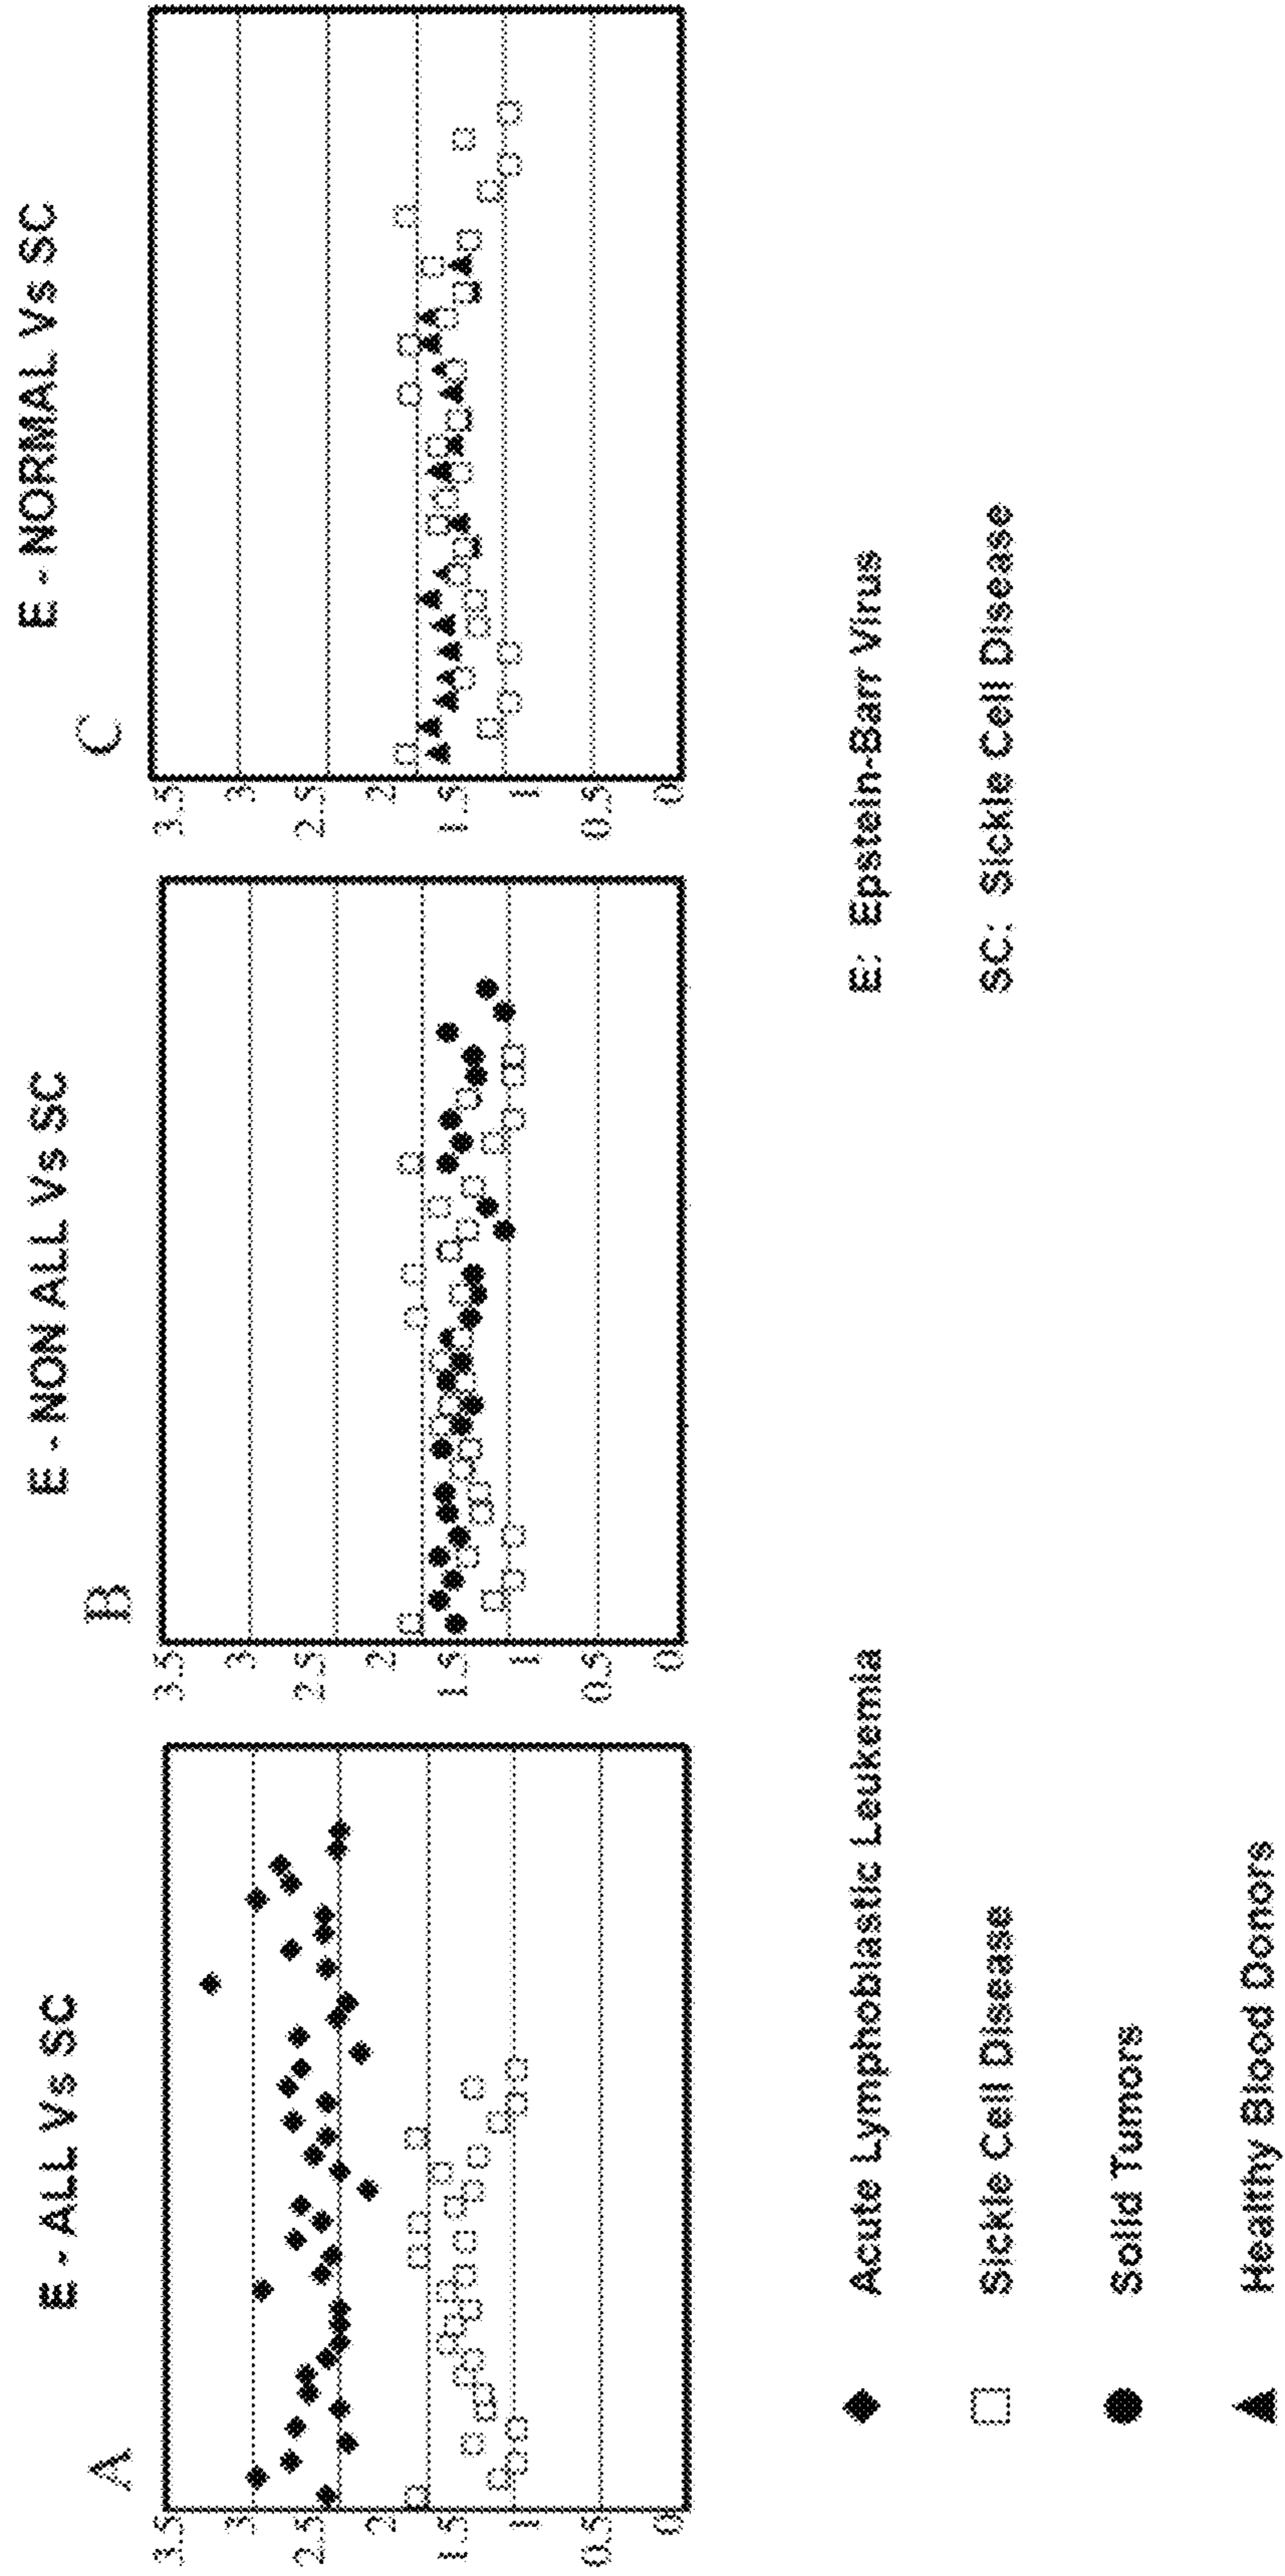 E - ALL Vs SC
A
3.5
3
2.5
2
1.5
1
0.5
0
E - NON ALL Vs SC
B
3.5
3
2.5
2
1.5
1
0.5
0
E - NORMAL Vs SC
C
3.5
3
2.5
2
1.5
1
0.5
0
Acute Lymphoblastic Leukemia
Sickle Cell Disease
Solid Tumors
Healthy Blood Donors
E: Epstein-Barr Virus
SC: Sickle Cell Disease